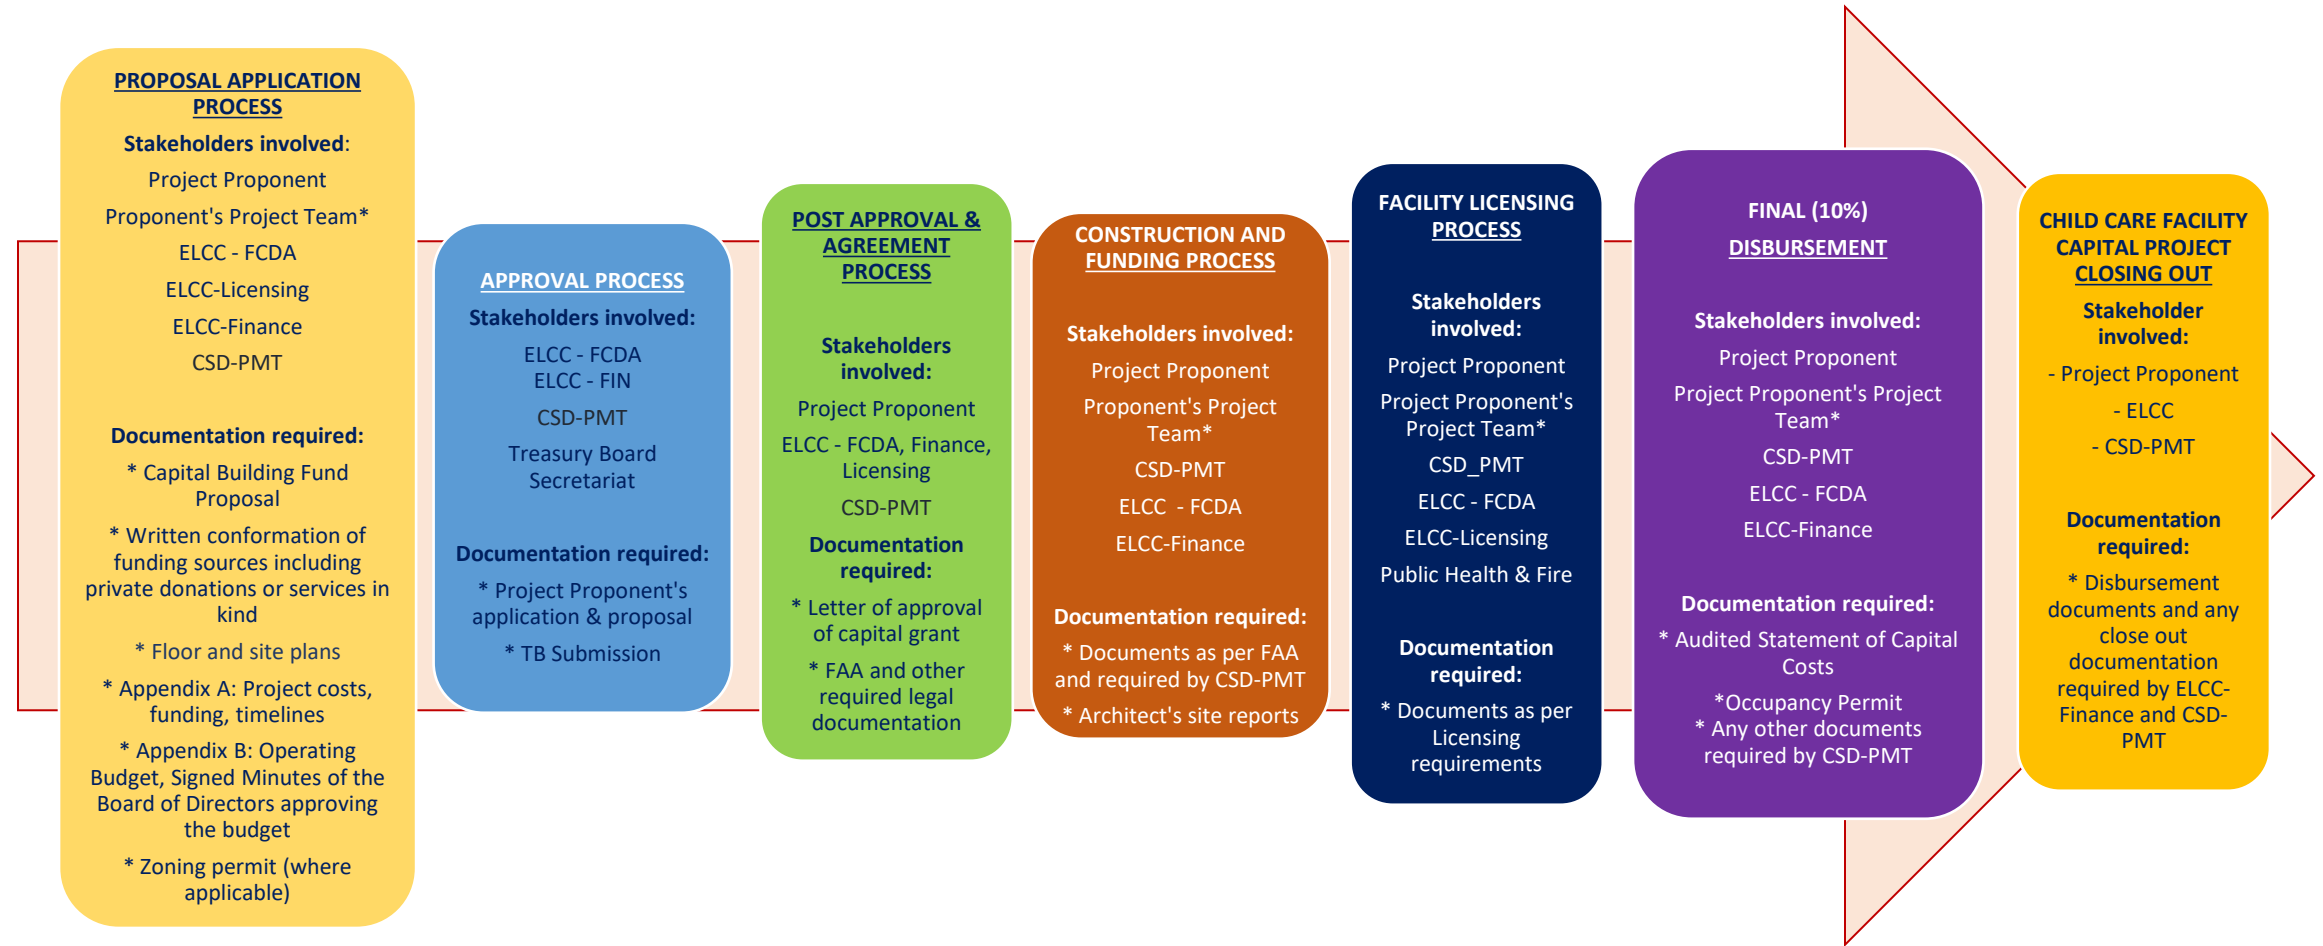 PROPOSAL APPLICATION
PROCESS
Stakeholders involved:
Project Proponent
Proponent's Project Team*
ELCC - FCDA
ELCC-Licensing
ELCC-Finance
CSD-PMT
Documentation required:
* Capital Building Fund
Proposal
* Written conformation of
funding sources including
private donations or services in
kind
* Floor and site plans
* Appendix A: Project costs,
funding, timelines
* Appendix B: Operating
Budget, Signed Minutes of the
Board of Directors approving
the budget
* Zoning permit (where
applicable)
APPROVAL PROCESS
Stakeholders involved:
ELCC - FCDA
ELCC - FIN
CSD-PMT
Treasury Board
Secretariat
Documentation required:
* Project Proponent's
application & proposal
* TB Submission
POST APPROVAL &
AGREEMENT
PROCESS
Stakeholders
involved:
Project Proponent
ELCC - FCDA, Finance,
Licensing
CSD-PMT
Documentation
required:
* Letter of approval
of capital grant
* FAA and other
required legal
documentation
CONSTRUCTION AND
FUNDING PROCESS
Stakeholders involved:
Project Proponent
Proponent's Project
Team*
CSD-PMT
ELCC  - FCDA
ELCC-Finance
Documentation required:
* Documents as per FAA
and required by CSD-PMT
* Architect's site reports
FACILITY LICENSING
PROCESS
Stakeholders
involved:
Project Proponent
Project Proponent's
Project Team*
CSD_PMT
ELCC - FCDA
ELCC-Licensing
Public Health & Fire
Documentation
required:
* Documents as per
Licensing
requirements
FINAL (10%)
DISBURSEMENT
Stakeholders involved:
Project Proponent
Project Proponent's Project
Team*
CSD-PMT
ELCC - FCDA
ELCC-Finance
Documentation required:
* Audited Statement of Capital
Costs
*Occupancy Permit
* Any other documents
required by CSD-PMT
CHILD CARE FACILITY
CAPITAL PROJECT
CLOSING OUT
Stakeholder
involved:
- Project Proponent
- ELCC
- CSD-PMT
Documentation
required:
* Disbursement
documents and any
close out
documentation
required by ELCC-
Finance and CSD-
PMT